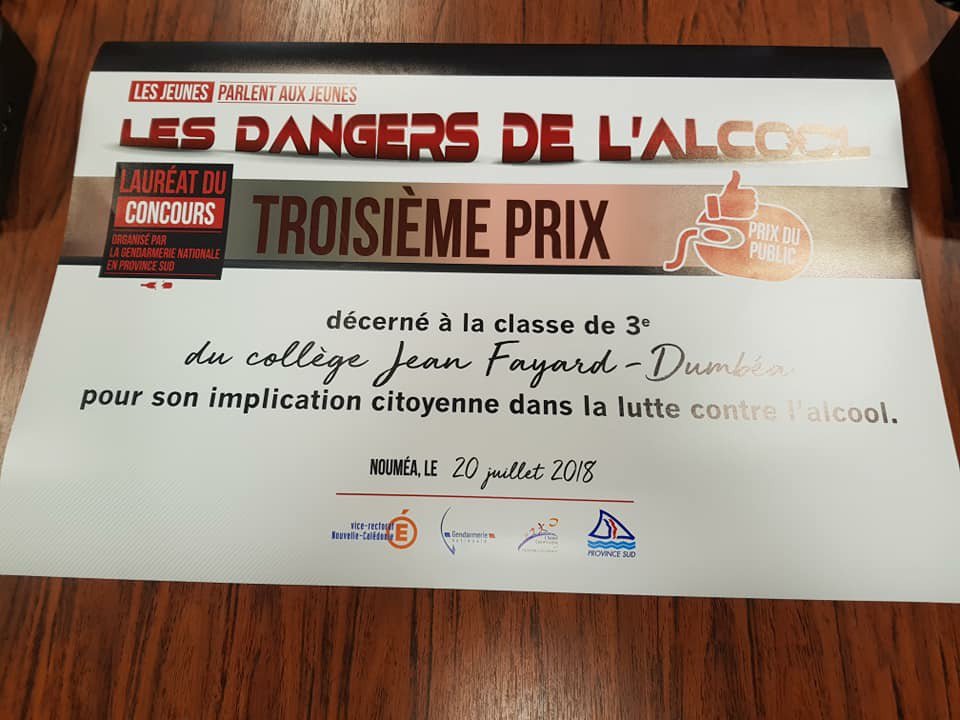 LES JEUNES PARLENT AUX JEUNES
LES DANGERS DE L'ALCOOL
LAURÉAT DU
CONCOURS
ORGANISÉ PAR
LA GENDARMERIE NATIONALE
EN PROVINCE SUD
TROISIÈME PRIX
PRIX DU
PUBLIC
décerné à la classe de 3e
du collège Jean Fayard - Dumbéa
pour son implication citoyenne dans la lutte contre l'alcool.
NOUMÉA, LE 20 juillet 2018
vice-rectorat
Nouvelle-Calédonie
Gendarmerie
nationale
PROVINCE SUD